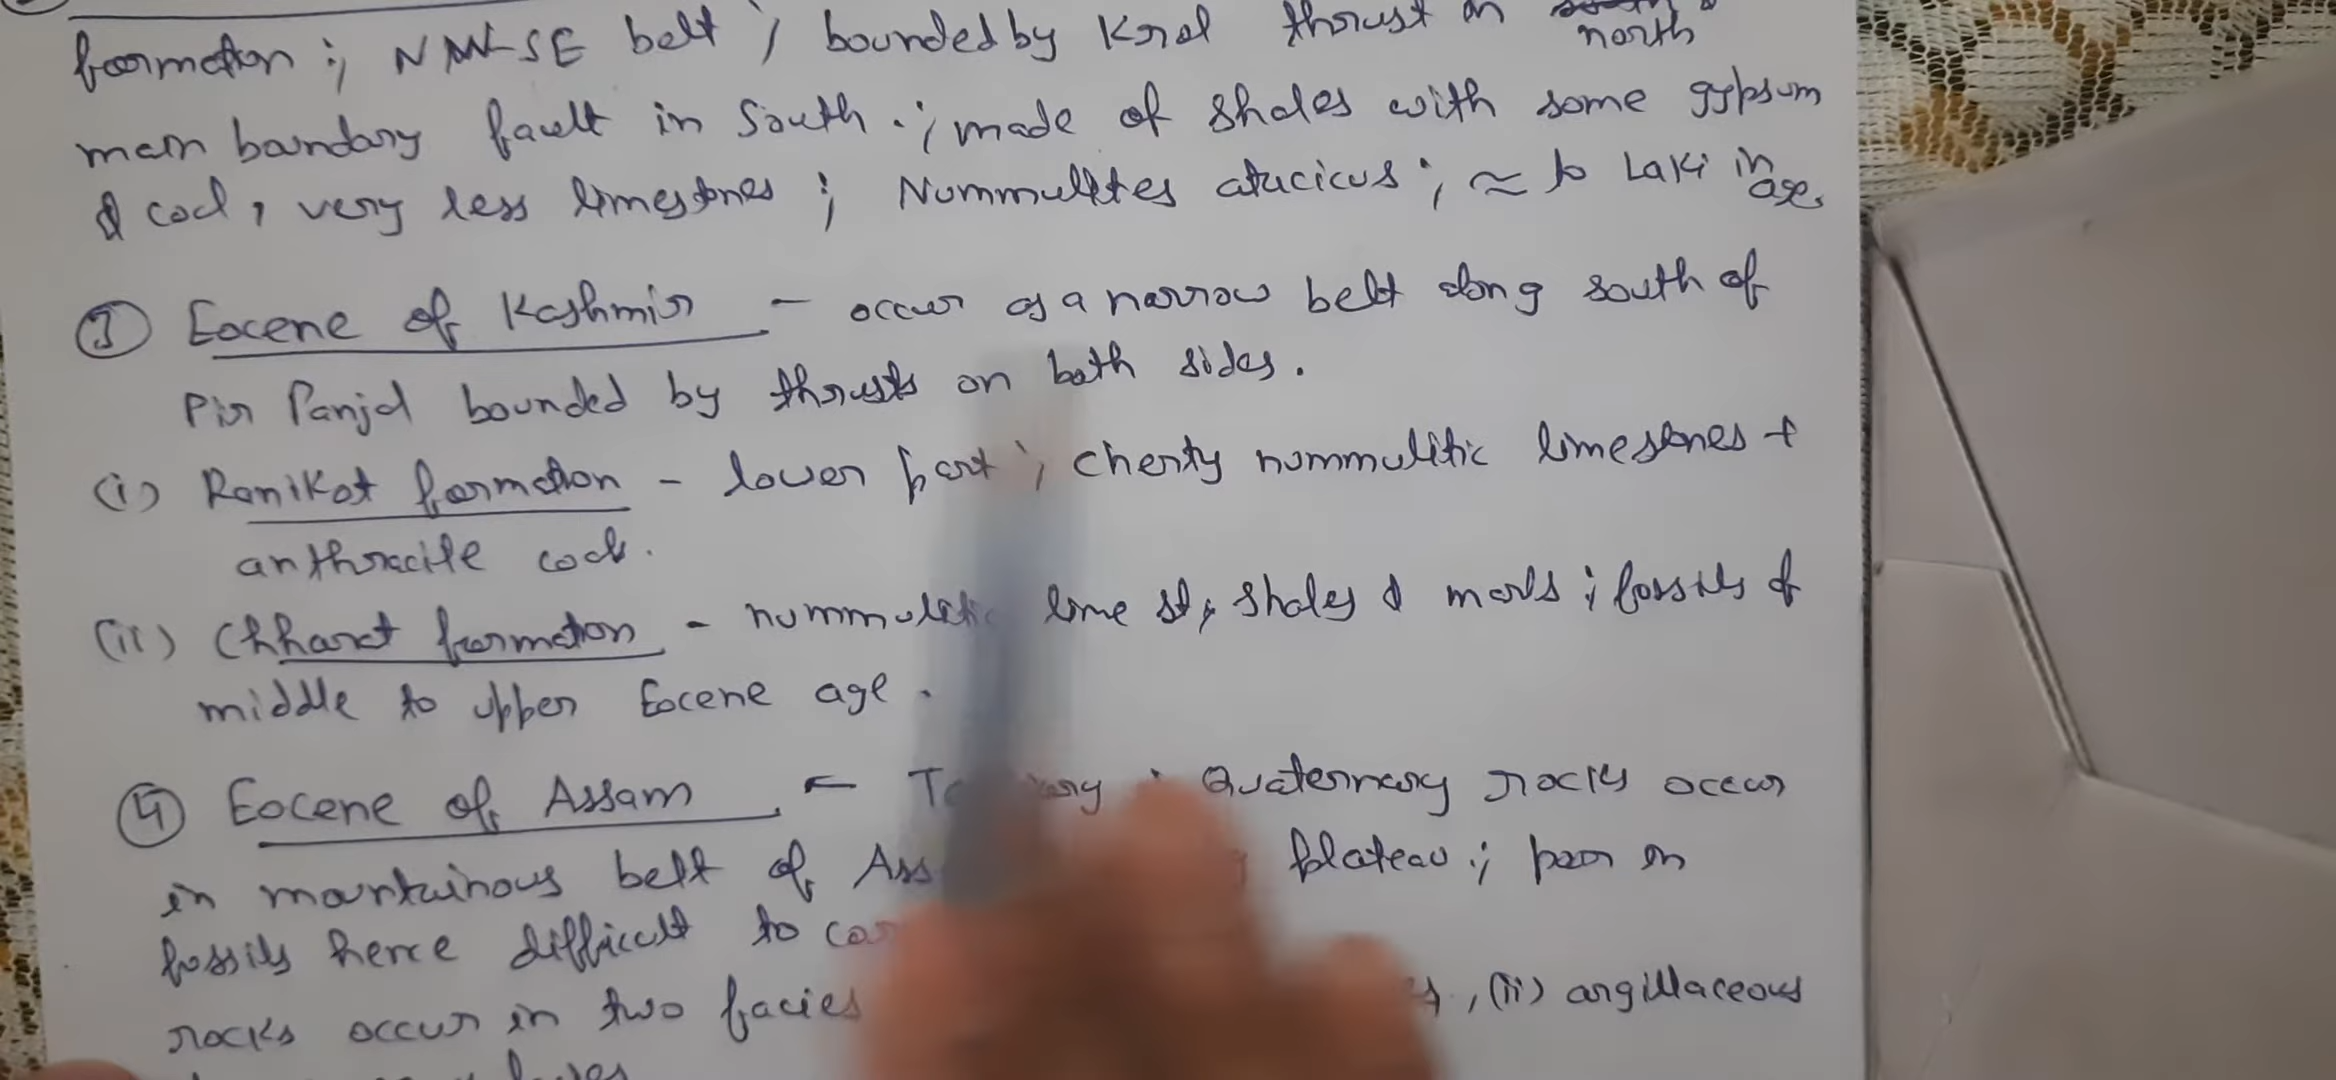 formation ; NNW-SE belt ; bounded by Krol thrust in north
main boundary fault in South . ; made of shales with some gypsum
& coal , very less limestones ; Nummulites atacicus ; ≈ to Laki in age.
③ Eocene of Kashmir - occur as a narrow belt along south of
Pir Panjal bounded by thrusts on both sides .
(i) Ranikot formation - lower part ; cherty nummulitic limestones +
anthracite coal .
(ii) Chharat formation - nummulitic lime st, shales & marls ; fossils of
middle to upper Eocene age .
④ Eocene of Assam - Quaternary rocks occur
in mountainous belt of plateau ; poor in
fossils hence difficult to
rocks occur in two facies , (ii) argillaceous